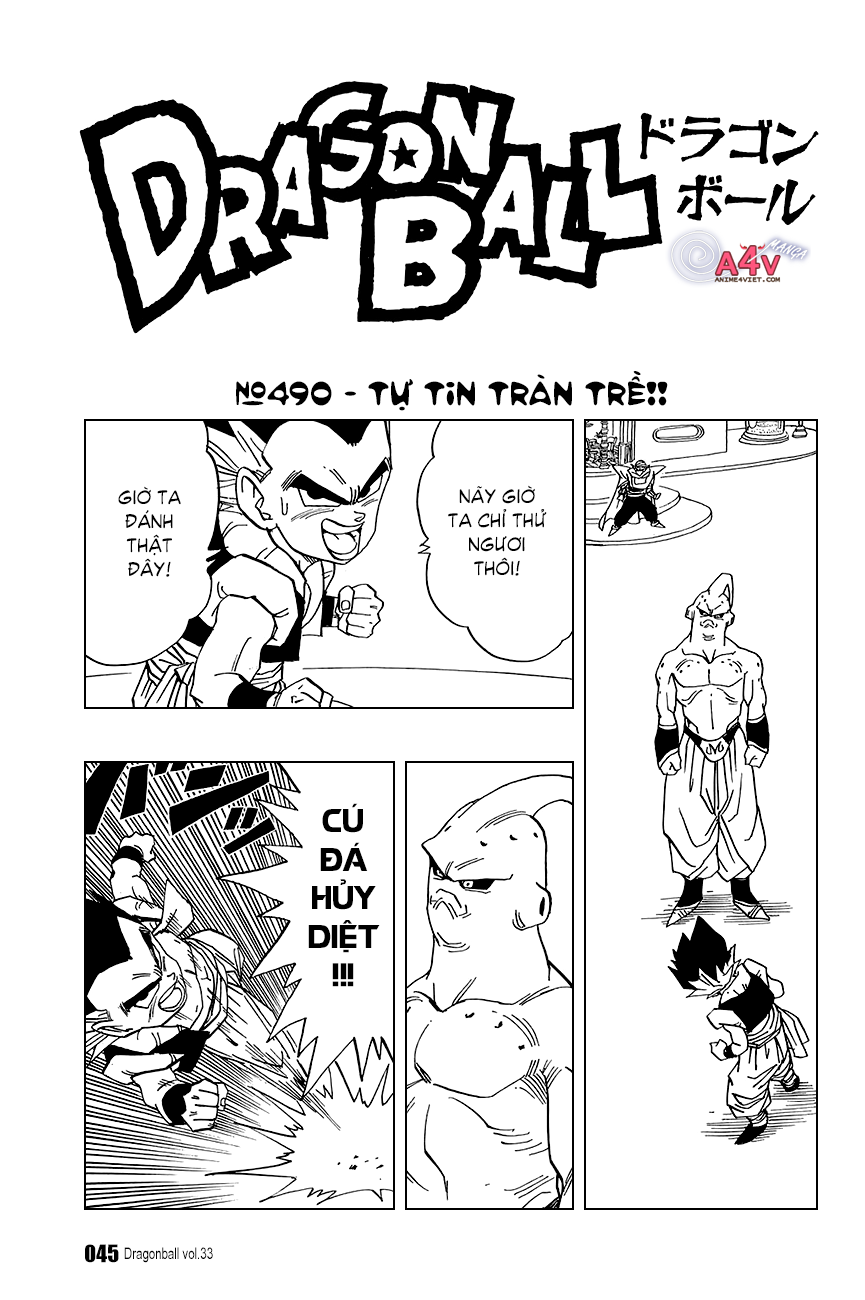 DRAGON
BALL
ドラゴン
ボール
A4V MANGA
ANIME4VIET.COM
№490 - TỰ TIN TRÀN TRỀ!!
NÃY GIỜ
TA CHỈ THỬ
NGƯƠI
THÔI!
GIỜ TA
ĐÁNH
THẬT
ĐÂY!
CÚ
ĐÁ
HỦY
DIỆT
!!!
045 Dragonball vol.33